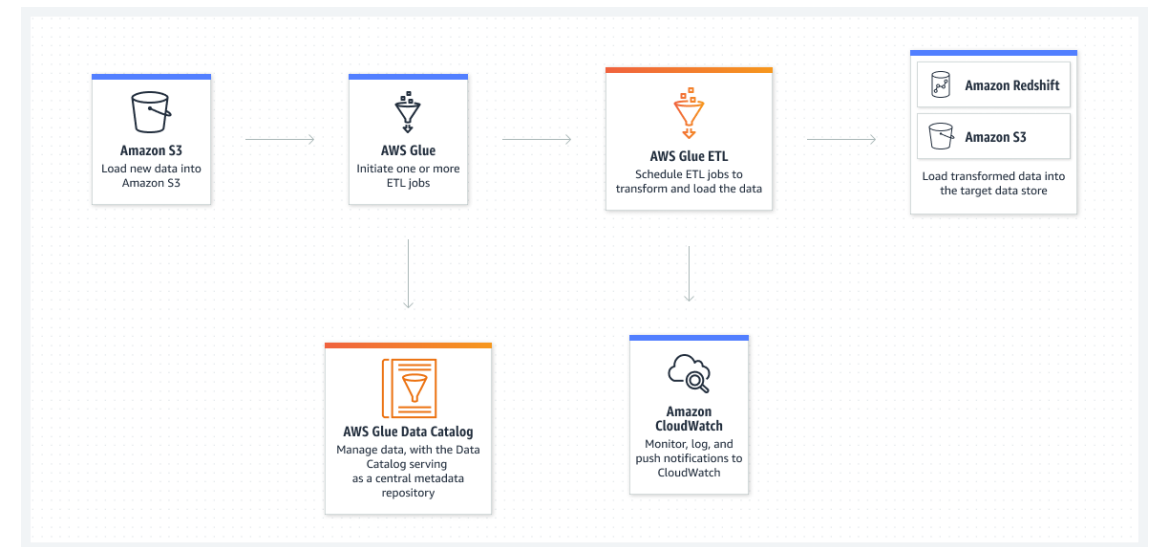 Amazon S3
Load new data into
Amazon S3
AWS Glue
Initiate one or more
ETL jobs
AWS Glue ETL
Schedule ETL jobs to
transform and load the data
Amazon Redshift
Amazon S3
Load transformed data into
the target data store
AWS Glue Data Catalog
Manage data, with the Data
Catalog serving
as a central metadata
repository
Amazon
CloudWatch
Monitor, log, and
push notifications to
CloudWatch